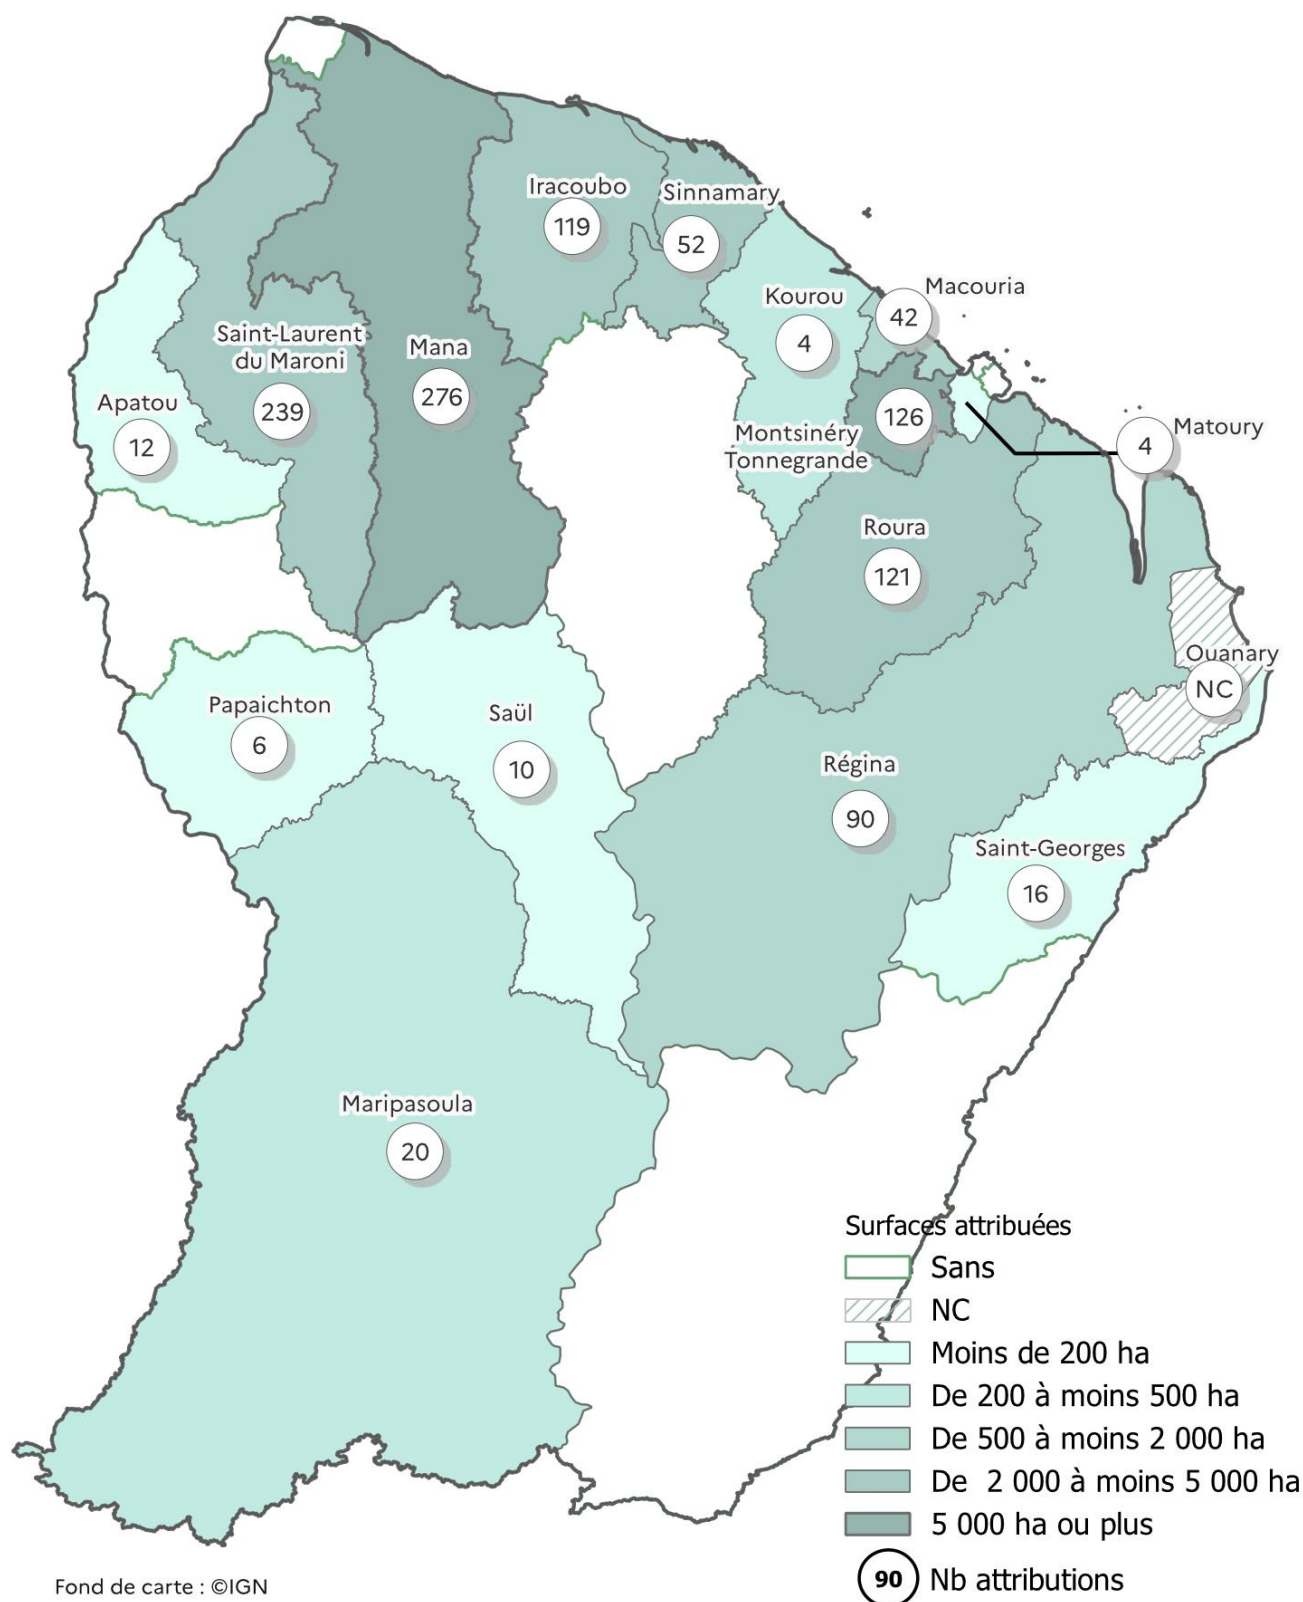 Iracoubo
119
Sinnamary
52
Macouria
42
Kourou
4
Saint-Laurent
du Maroni
239
Mana
276
Apatou
12
126
Montsinéry
Tonnegrande
Matoury
4
Roura
121
Ouanary
NC
Papaichton
6
Saül
10
Régina
90
Saint-Georges
16
Maripasoula
20
Surfaces attribuées
Sans
NC
Moins de 200 ha
De 200 à moins 500 ha
De 500 à moins 2 000 ha
De 2 000 à moins 5 000 ha
5 000 ha ou plus
90 Nb attributions
Fond de carte : ©IGN